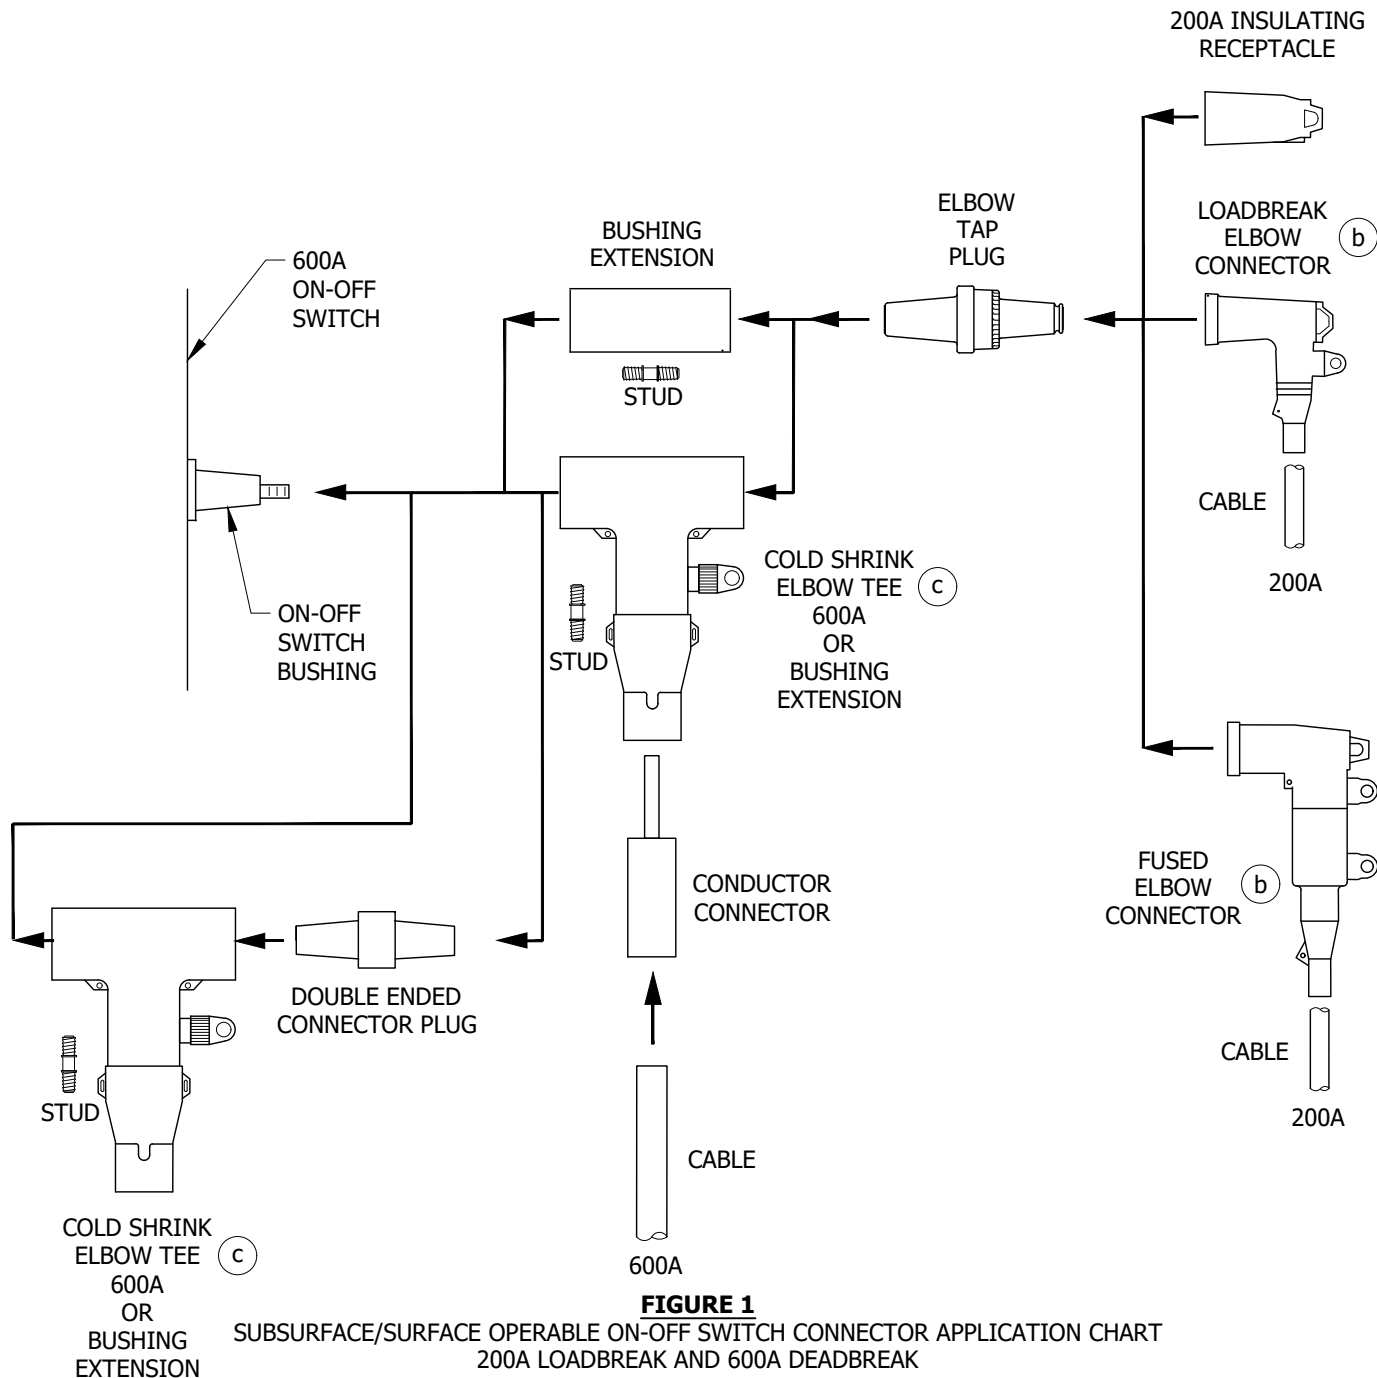 200A INSULATING
RECEPTACLE
LOADBREAK
ELBOW
CONNECTOR
b
CABLE
200A
ELBOW
TAP
PLUG
BUSHING
EXTENSION
STUD
600A
ON-OFF
SWITCH
ON-OFF
SWITCH
BUSHING
COLD SHRINK
ELBOW TEE
600A
OR
BUSHING
EXTENSION
c
STUD
CONDUCTOR
CONNECTOR
FUSED
ELBOW
CONNECTOR
b
CABLE
200A
DOUBLE ENDED
CONNECTOR PLUG
STUD
CABLE
600A
COLD SHRINK
ELBOW TEE
600A
OR
BUSHING
EXTENSION
c
FIGURE 1
SUBSURFACE/SURFACE OPERABLE ON-OFF SWITCH CONNECTOR APPLICATION CHART
200A LOADBREAK AND 600A DEADBREAK